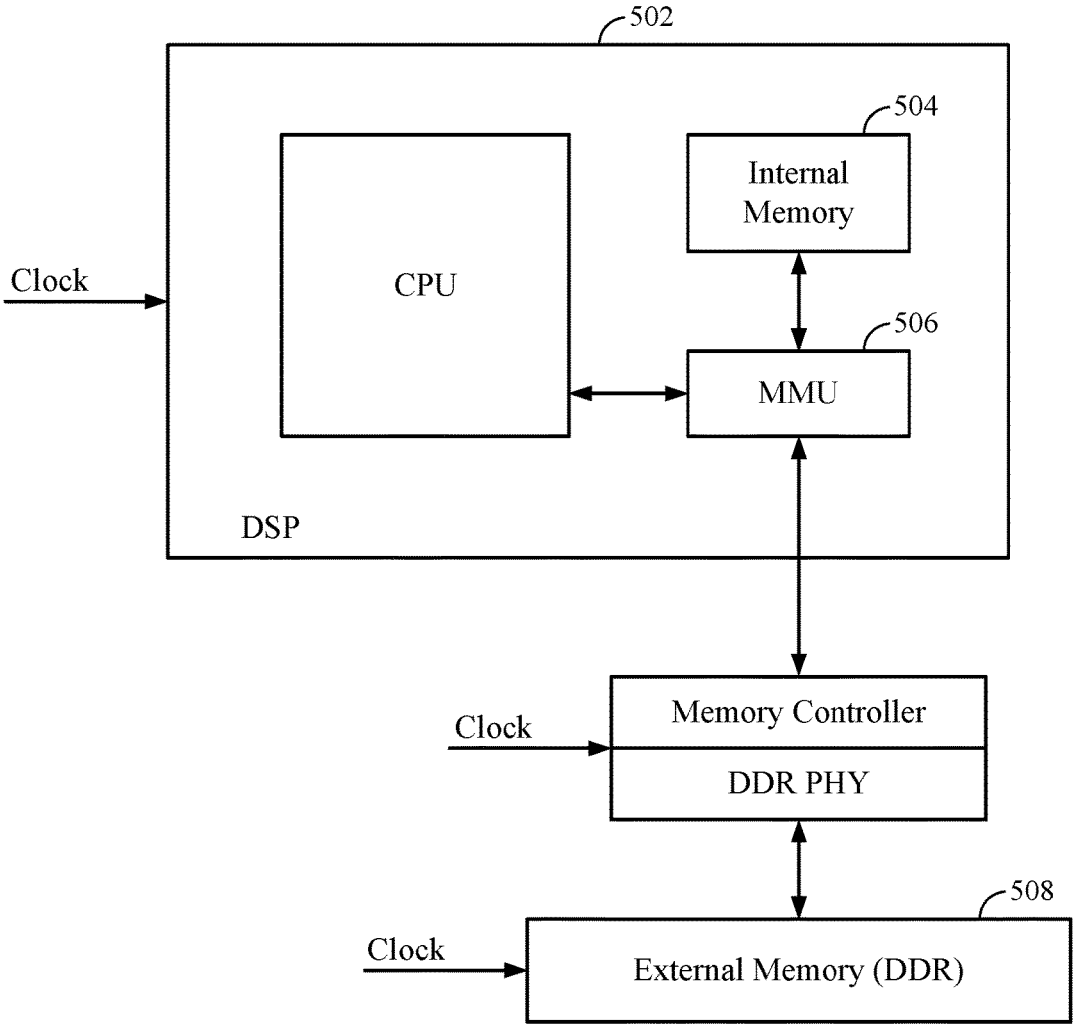 502
504
Internal
Memory
Clock
CPU
506
MMU
DSP
Memory Controller
Clock
DDR PHY
508
Clock
External Memory (DDR)